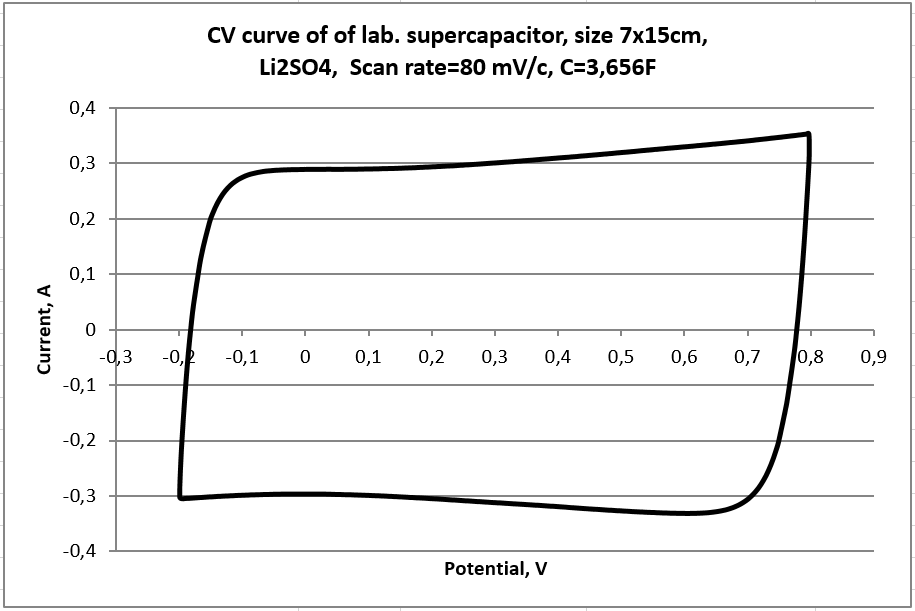 CV curve of of lab. supercapacitor, size 7x15cm,
Li2SO4,  Scan rate=80 mV/c, C=3,656F
0,4
0,3
0,2
0,1
0
-0,1
-0,2
-0,3
-0,4
Current, A
-0,3 -0,2 -0,1 0 0,1 0,2 0,3 0,4 0,5 0,6 0,7 0,8 0,9
Potential, V